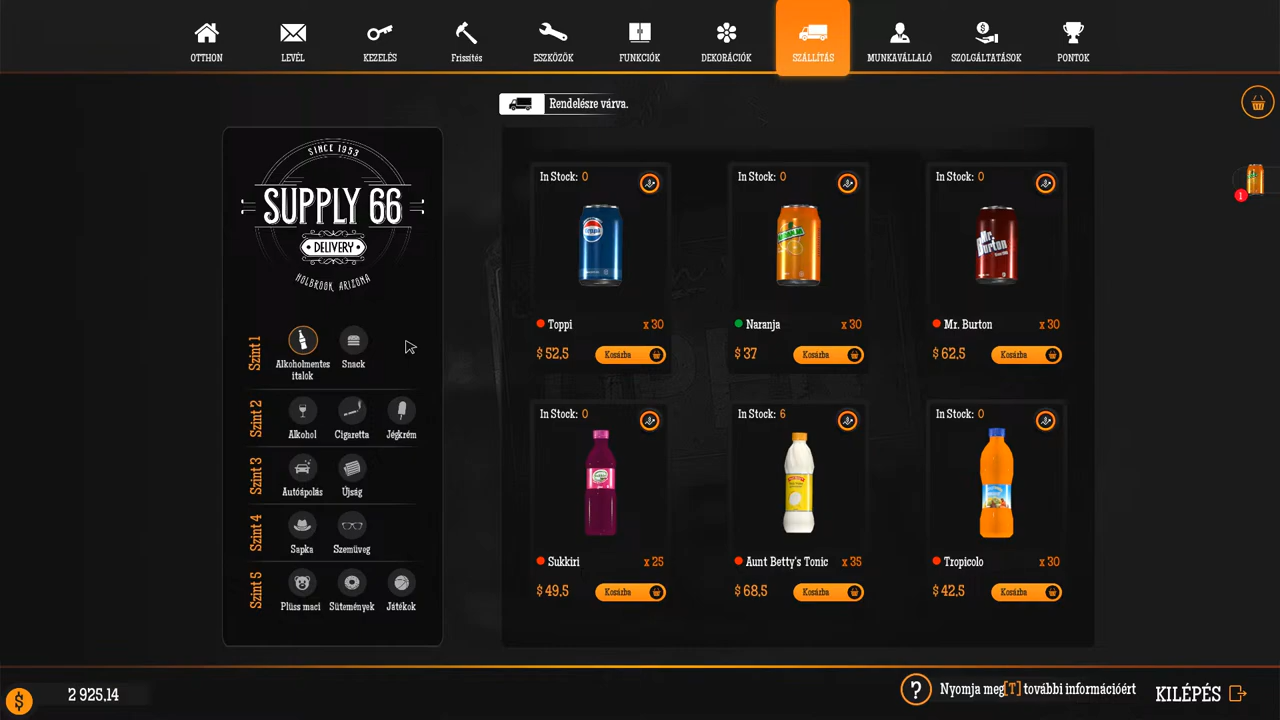 OTTHON
LEVÉL
KEZELÉS
Frissítés
ESZKÖZÖK
FUNKCIÓK
DEKORÁCIÓK
SZÁLLÍTÁS
MUNKAVÁLLALÓ
SZOLGÁLTATÁSOK
PONTOK
Rendelésre várva.
SINCE 1953
SUPPLY 66
DELIVERY
HOLBROOK, ARIZONA
Szint 1
Alkoholmentes
italok
Snack
Szint 2
Alkohol
Cigaretta
Jégkrém
Szint 3
Autóápolás
Újság
Szint 4
Sapka
Szemüveg
Szint 5
Plüss maci
Sütemények
Játékok
In Stock: 0
Toppi x 30
$ 52,5 Kosárba
In Stock: 0
Naranja x 30
$ 37 Kosárba
In Stock: 0
Mr. Burton
Mr. Burton x 30
$ 62,5 Kosárba
In Stock: 0
Sukkiri x 25
$ 49,5 Kosárba
In Stock: 6
Aunt Betty's Tonic x 35
$ 68,5 Kosárba
In Stock: 0
Tropicolo x 30
$ 42,5 Kosárba
1
$ 2 925,14
? Nyomja meg[T] további információért
KILÉPÉS